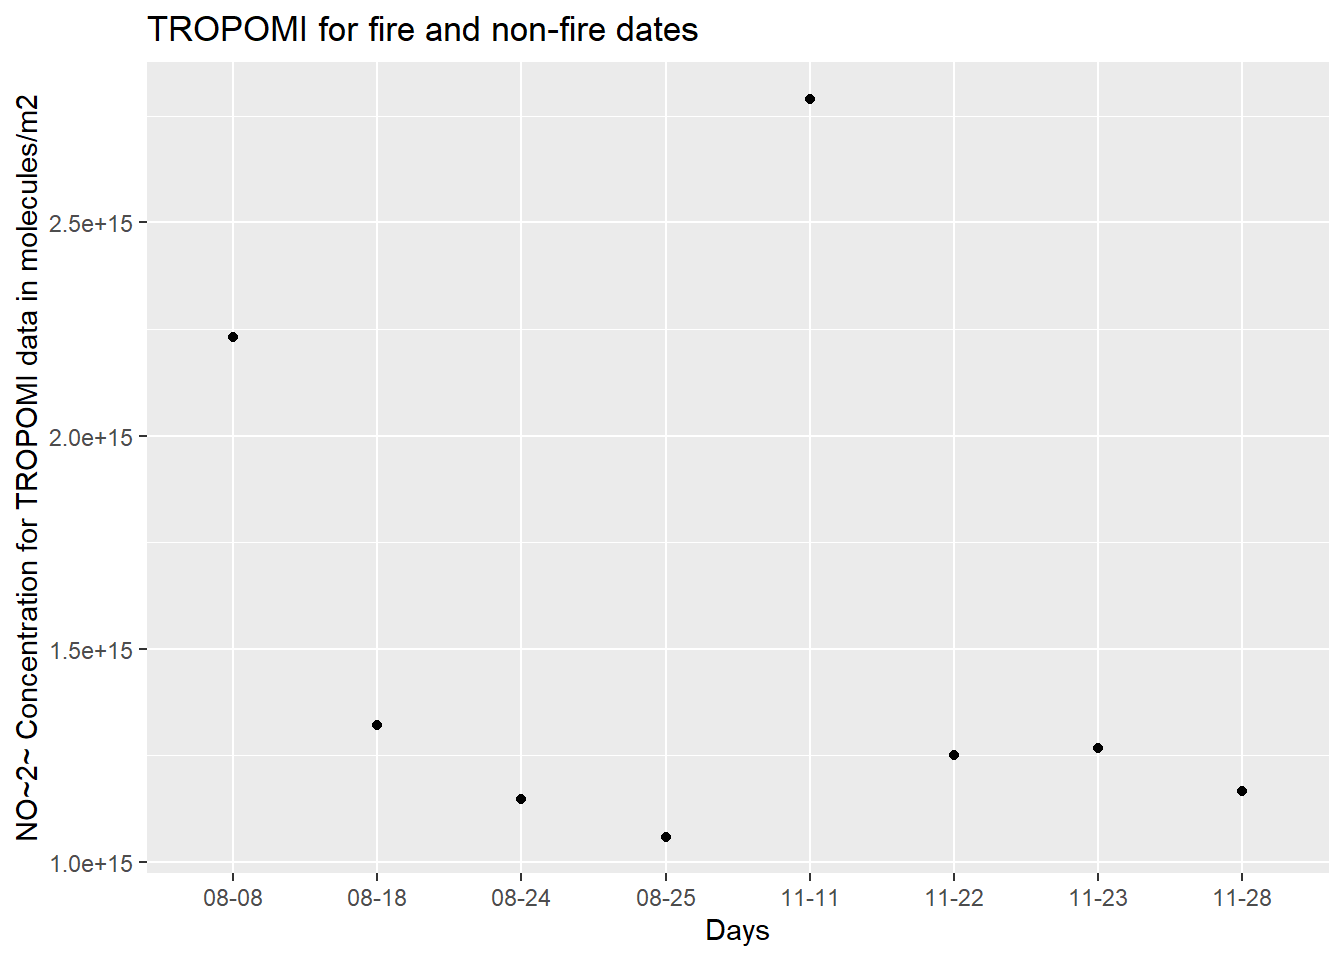 TROPOMI for fire and non-fire dates
NO~2~ Concentration for TROPOMI data in molecules/m2
2.5e+15
2.0e+15
1.5e+15
1.0e+15
08-08 08-18 08-24 08-25 11-11 11-22 11-23 11-28
Days